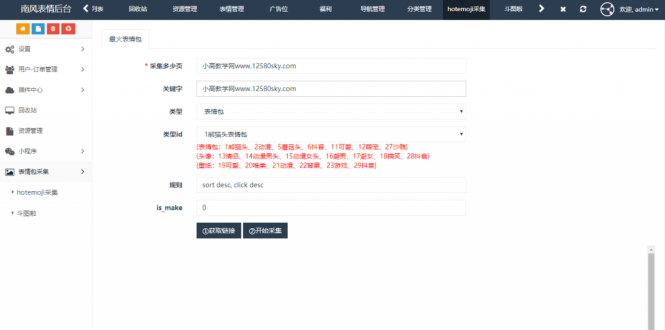 南风表情后台
列表 回收站 资源管理 表情管理 广告位 福利 导航管理 分类管理 hotemoji采集 斗图啦 欢迎, admin
最火表情包
设置
用户-订单管理
插件中心
回收站
资源管理
小程序
表情包采集
hotemoji采集
斗图啦
* 采集多少页 小高教学网www.12580sky.com
关键字 小高教学网www.12580sky.com
类型 表情包
类型id 1熊猫头表情包
(表情包：1熊猫头、2动漫、5蘑菇头、6抖音、11可爱、12萌宠、27沙雕)
(头像：13情侣、14动漫男头、15动漫女头、16潮男、17潮女、18搞笑、28抖音)
(壁纸：19可爱、20唯美、21动漫、22背景、23游戏、29抖音)
规则 sort desc, click desc
is_make 0
①获取链接 ②开始采集